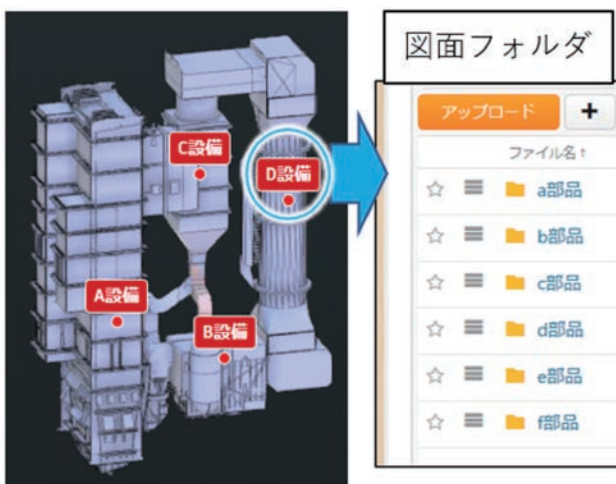 図面フォルダ
C設備
D設備
A設備
B設備
アップロード +
ファイル名↑
a部品
b部品
c部品
d部品
e部品
f部品